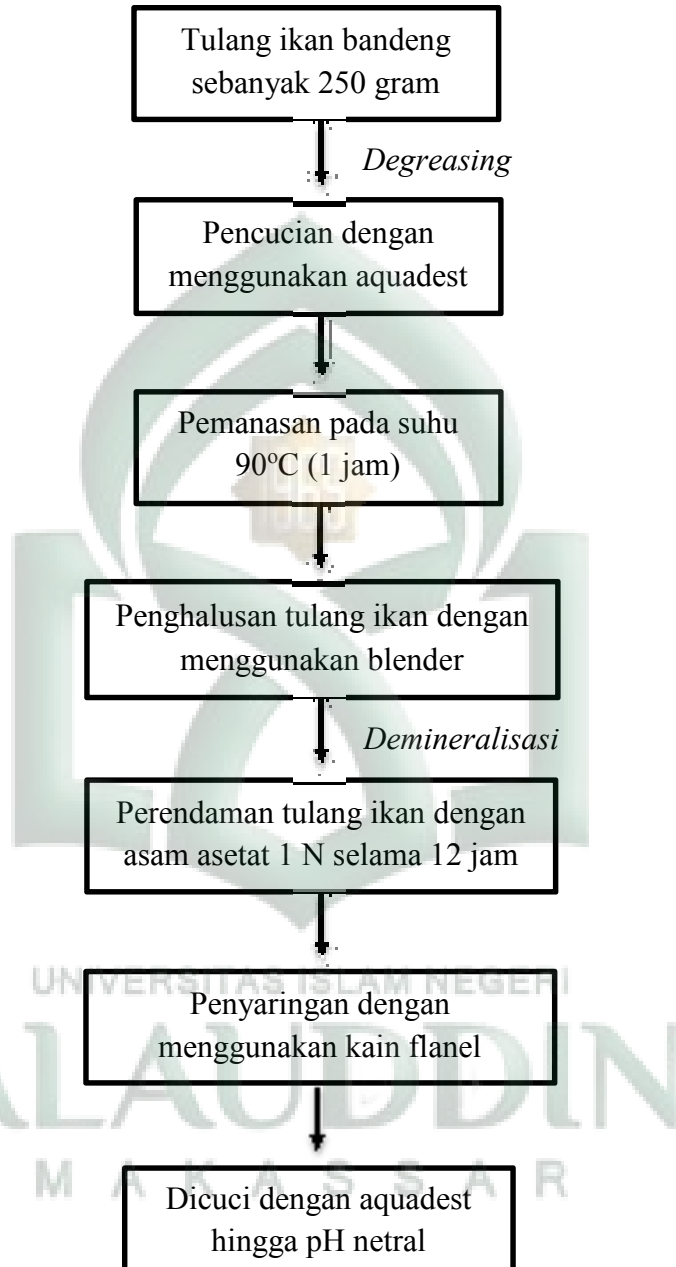 Tulang ikan bandeng
sebanyak 250 gram
Degreasing
Pencucian dengan
menggunakan aquadest
Pemanasan pada suhu
90°C (1 jam)
Penghalusan tulang ikan dengan
menggunakan blender
Demineralisasi
Perendaman tulang ikan dengan
asam asetat 1 N selama 12 jam
UNIVERSITAS ISLAM NEGERI
Penyaringan dengan
menggunakan kain flanel
ALAUDDIN
MAKASSAR
Dicuci dengan aquadest
hingga pH netral